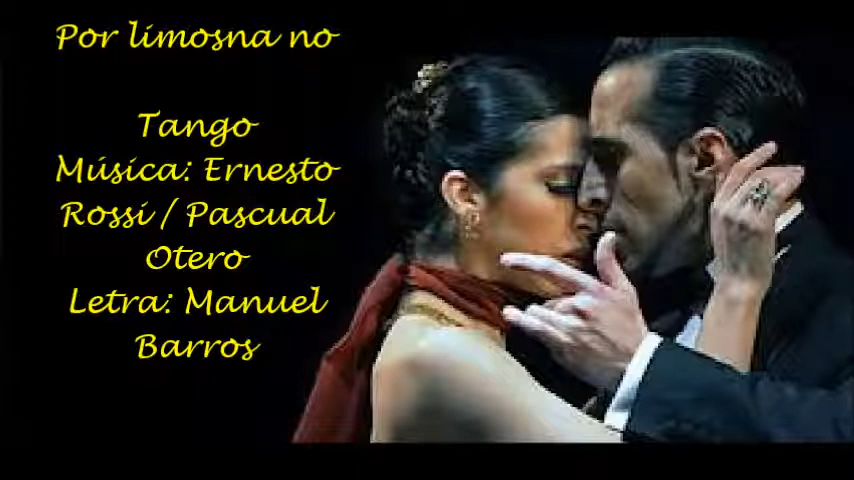 Por limosna no
Tango
Música: Ernesto
Rossi / Pascual
Otero
Letra: Manuel
Barros